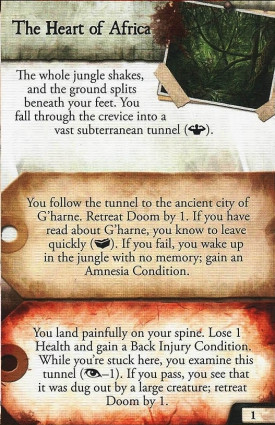 The Heart of Africa
The whole jungle shakes,
and the ground splits
beneath your feet. You
fall through the crevice into a
vast subterranean tunnel ( ).
You follow the tunnel to the ancient city of
G'harne. Retreat Doom by 1. If you have
read about G'harne, you know to leave
quickly ( ). If you fail, you wake up
in the jungle with no memory; gain an
Amnesia Condition.
You land painfully on your spine. Lose 1
Health and gain a Back Injury Condition.
While you're stuck here, you examine this
tunnel ( –1). If you pass, you see that
it was dug out by a large creature; retreat
Doom by 1.
1